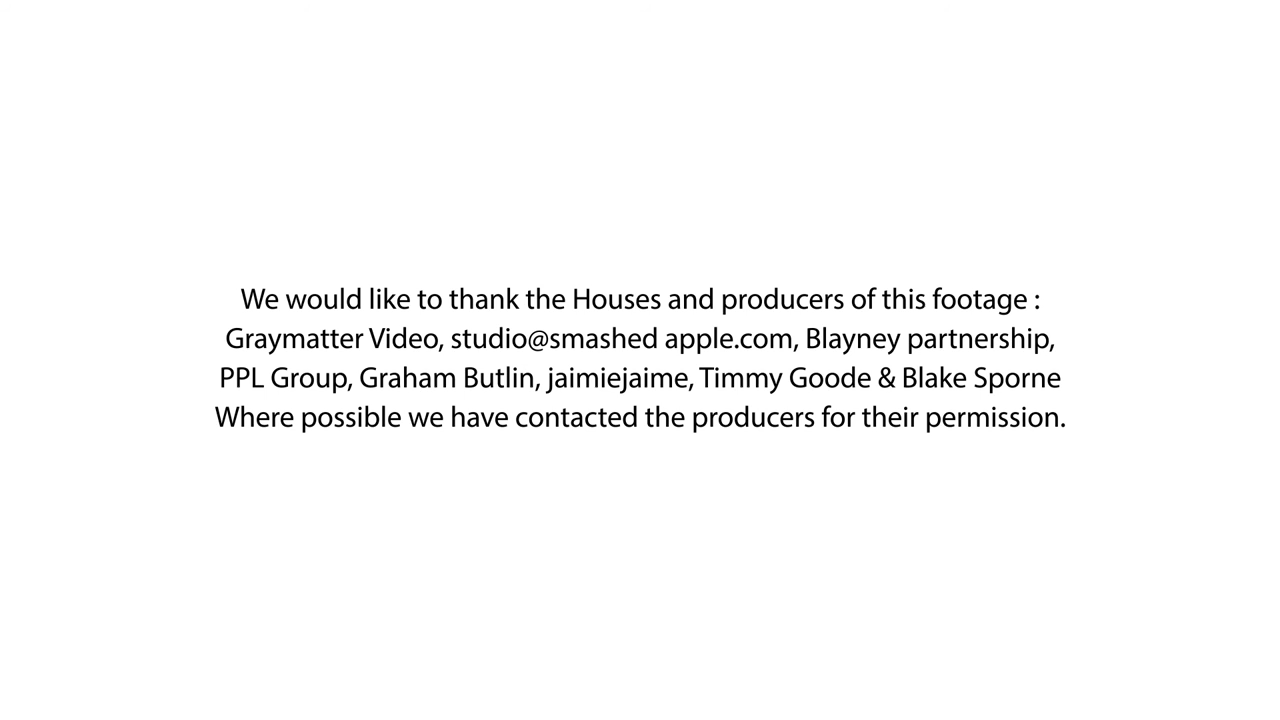 We would like to thank the Houses and producers of this footage :
Graymatter Video, studio@smashed apple.com, Blayney partnership,
PPL Group, Graham Butlin, jaimiejaime, Timmy Goode & Blake Sporne
Where possible we have contacted the producers for their permission.